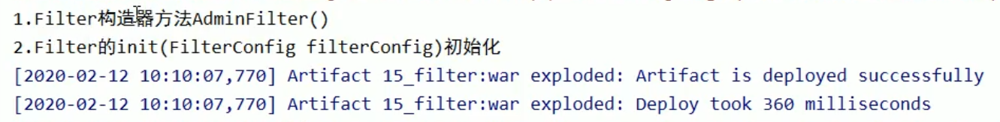 1.Filter构造器方法AdminFilter()
2.Filter的init(FilterConfig filterConfig)初始化
[2020-02-12 10:10:07,770] Artifact 15_filter:war exploded: Artifact is deployed successfully
[2020-02-12 10:10:07,770] Artifact 15_filter:war exploded: Deploy took 360 milliseconds